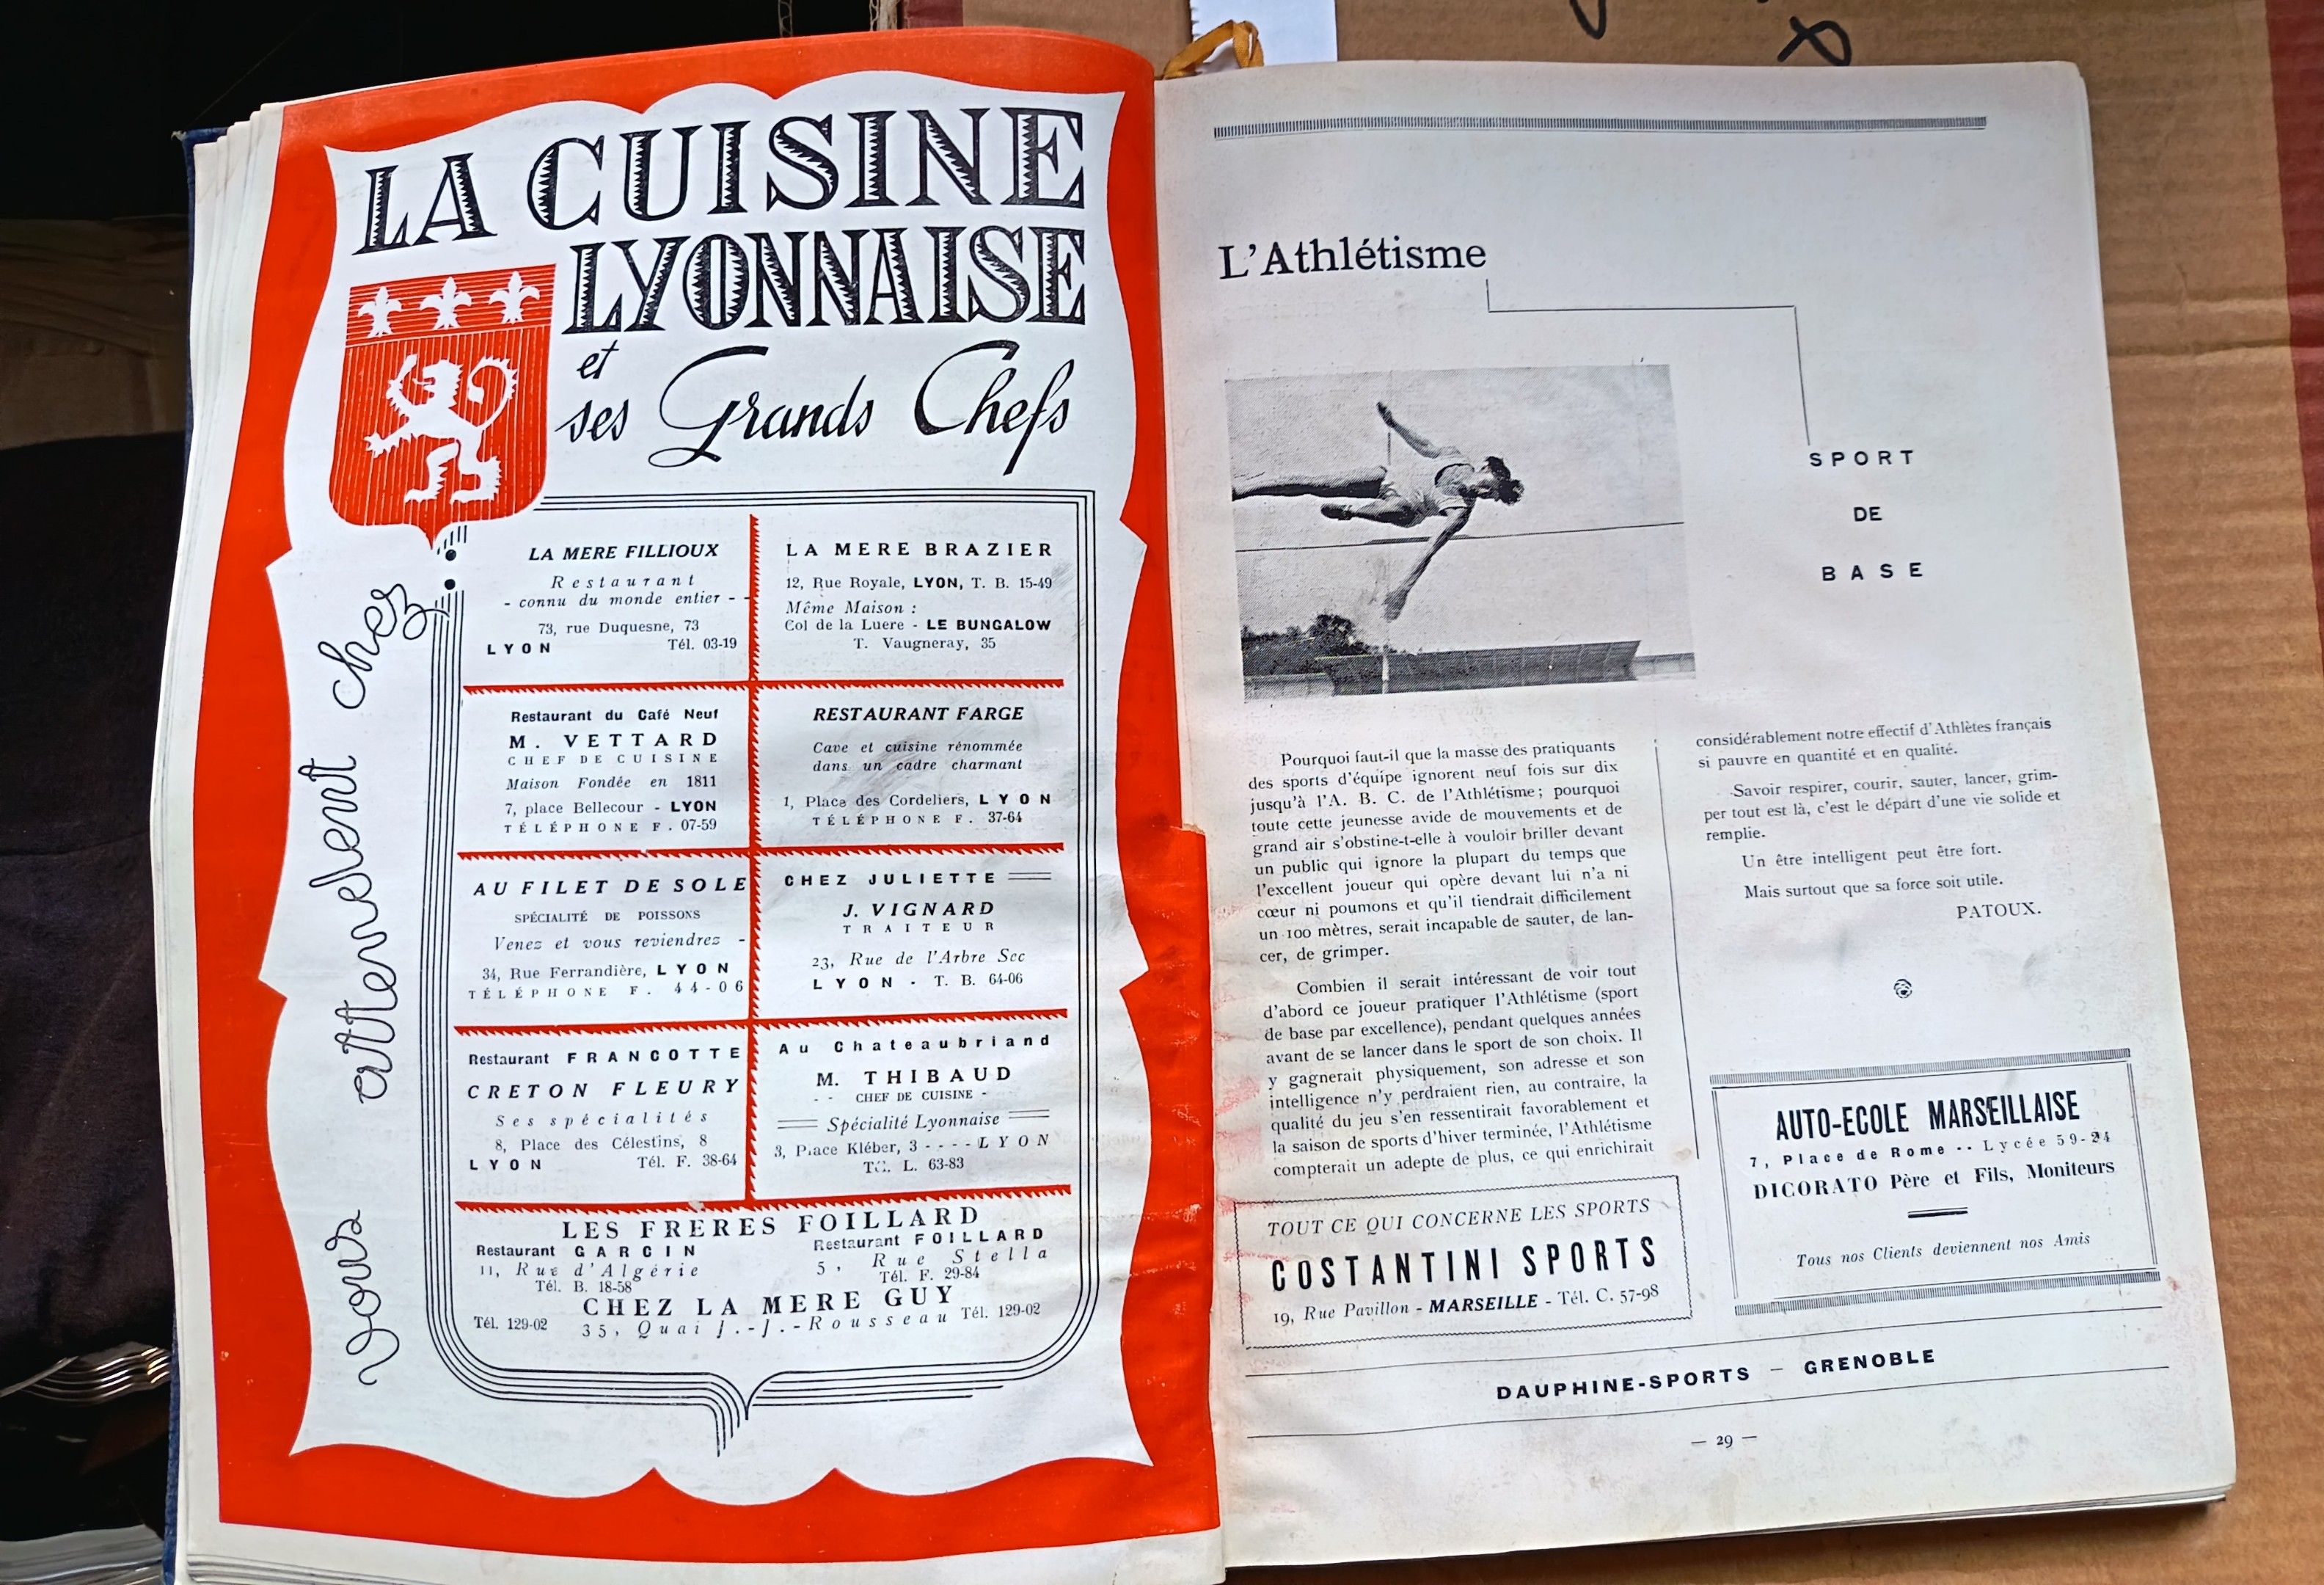 LA CUISINE
LYONNAISE
et
ses Grands Chefs
vous attendent chez
LA MERE FILLIOUX
Restaurant
- connu du monde entier - -
73, rue Duquesne, 73
LYON Tél. 03-19
LA MERE BRAZIER
12, Rue Royale, LYON, T. B. 15-49
Même Maison :
Col de la Luere - LE BUNGALOW
T. Vaugneray, 35
Restaurant du Café Neuf
M. VETTARD
CHEF DE CUISINE
Maison Fondée en 1811
7, place Bellecour - LYON
TÉLÉPHONE F. 07-59
RESTAURANT FARGE
Cave et cuisine rénommée
dans un cadre charmant
1, Place des Cordeliers, LYON
TÉLÉPHONE F. 37-64
AU FILET DE SOLE
SPÉCIALITÉ DE POISSONS
Venez et vous reviendrez -
34, Rue Ferrandière, LYON
TÉLÉPHONE F. 44-06
CHEZ JULIETTE
J. VIGNARD
TRAITEUR
23, Rue de l'Arbre Sec
LYON - T. B. 64-06
Restaurant FRANCOTTE
CRETON FLEURY
Ses spécialités
8, Place des Célestins, 8
LYON Tél. F. 38-64
Au Chateaubriand
M. THIBAUD
- - CHEF DE CUISINE -
Spécialité Lyonnaise
3, Place Kléber, 3 - - - - LYON
Tél. L. 63-83
LES FRERES FOILLARD
Restaurant GARCIN
11, Rue d'Algérie
Tél. B. 18-58
Restaurant FOILLARD
5, Rue Stella
Tél. F. 29-84
CHEZ LA MERE GUY
Tél. 129-02 35, Quai J.-J.-Rousseau Tél. 129-02
L'Athlétisme
SPORT
DE
BASE
Pourquoi faut-il que la masse des pratiquants
des sports d'équipe ignorent neuf fois sur dix
jusqu'à l'A. B. C. de l'Athlétisme; pourquoi
toute cette jeunesse avide de mouvements et de
grand air s'obstine-t-elle à vouloir briller devant
un public qui ignore la plupart du temps que
l'excellent joueur qui opère devant lui n'a ni
cœur ni poumons et qu'il tiendrait difficilement
un 100 mètres, serait incapable de sauter, de lan-
cer, de grimper.
Combien il serait intéressant de voir tout
d'abord ce joueur pratiquer l'Athlétisme (sport
de base par excellence), pendant quelques années
avant de se lancer dans le sport de son choix. Il
y gagnerait physiquement, son adresse et son
intelligence n'y perdraient rien, au contraire, la
qualité du jeu s'en ressentirait favorablement et
la saison de sports d'hiver terminée, l'Athlétisme
compterait un adepte de plus, ce qui enrichirait
considérablement notre effectif d'Athlètes français
si pauvre en quantité et en qualité.
Savoir respirer, courir, sauter, lancer, grim-
per tout est là, c'est le départ d'une vie solide et
remplie.
Un être intelligent peut être fort.
Mais surtout que sa force soit utile.
PATOUX.
TOUT CE QUI CONCERNE LES SPORTS
COSTANTINI SPORTS
19, Rue Pavillon - MARSEILLE - Tél. C. 57-98
AUTO-ECOLE MARSEILLAISE
7, Place de Rome -- Lycée 59-24
DICORATO Père et Fils, Moniteurs
Tous nos Clients deviennent nos Amis
DAUPHINE-SPORTS — GRENOBLE
— 29 —